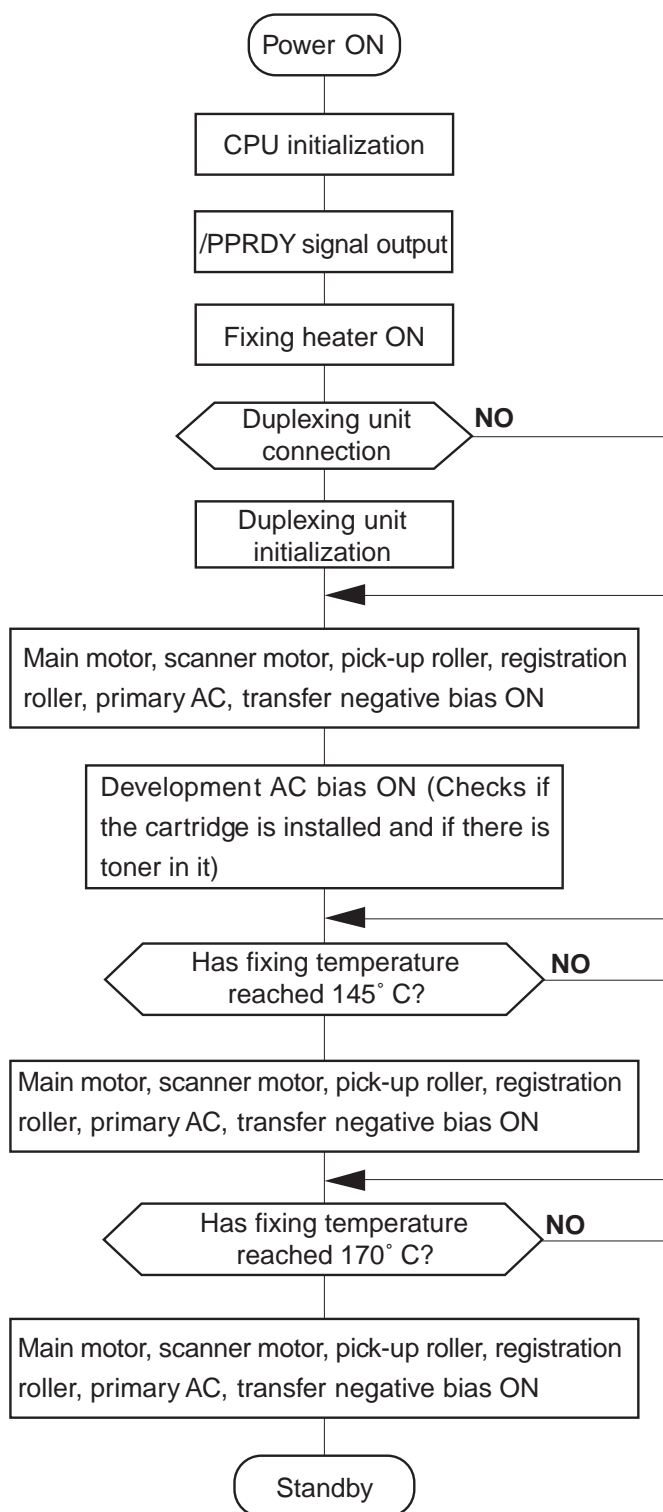 Power ON
CPU initialization
/PPRDY signal output
Fixing heater ON
Duplexing unit
connection
NO
Duplexing unit
initialization
Main motor, scanner motor, pick-up roller, registration
roller, primary AC, transfer negative bias ON
Development AC bias ON (Checks if
the cartridge is installed and if there is
toner in it)
Has fixing temperature
reached 145˚ C?
NO
Main motor, scanner motor, pick-up roller, registration
roller, primary AC, transfer negative bias ON
Has fixing temperature
reached 170˚ C?
NO
Main motor, scanner motor, pick-up roller, registration
roller, primary AC, transfer negative bias ON
Standby